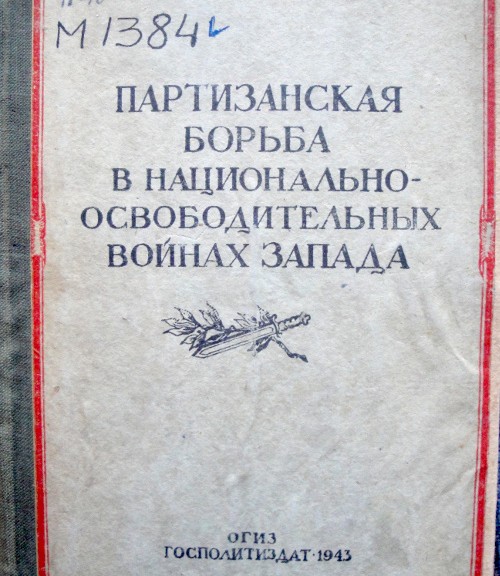 М 1384
ПАРТИЗАНСКАЯ
БОРЬБА
В НАЦИОНАЛЬНО-
ОСВОБОДИТЕЛЬНЫХ
ВОЙНАХ ЗАПАДА
ОГИЗ
ГОСПОЛИТИЗДАТ·1943